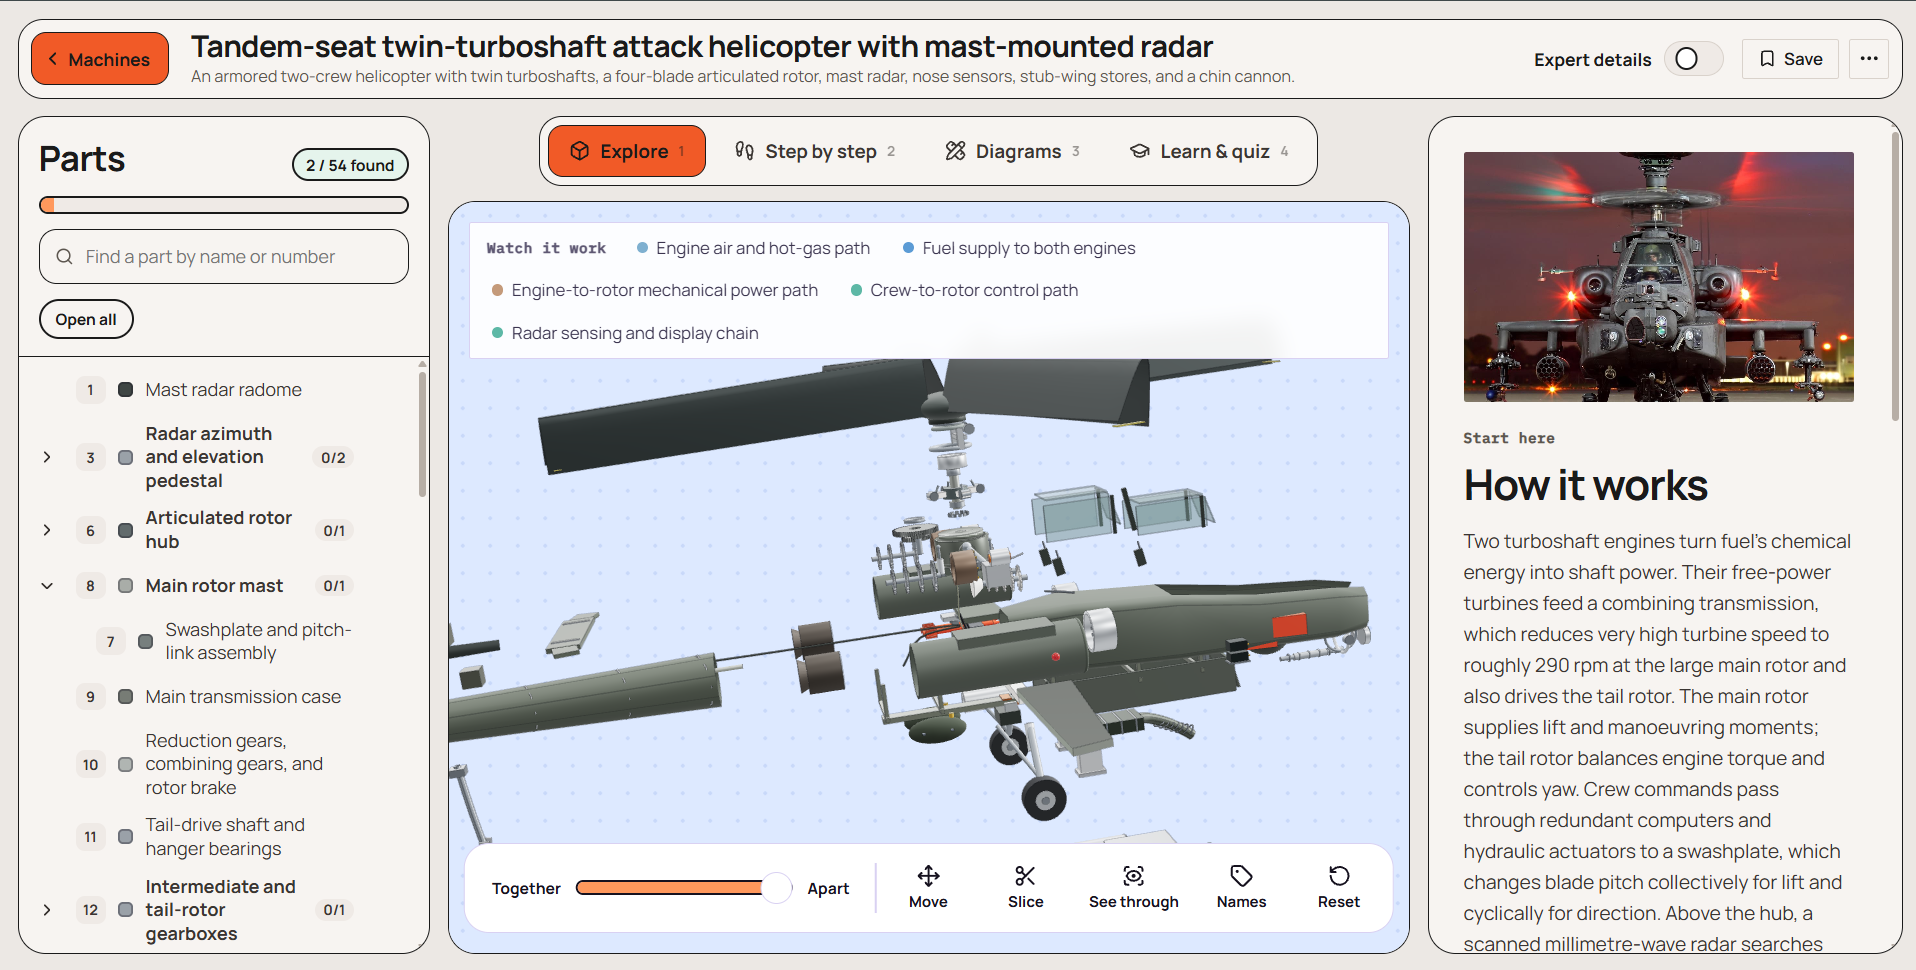 Machines
Tandem-seat twin-turboshaft attack helicopter with mast-mounted radar
An armored two-crew helicopter with twin turboshafts, a four-blade articulated rotor, mast radar, nose sensors, stub-wing stores, and a chin cannon.
Expert details
Save
Parts
2 / 54 found
Find a part by name or number
Open all
1 Mast radar radome
3 Radar azimuth
and elevation
pedestal
0/2
6 Articulated rotor
hub
0/1
8 Main rotor mast 0/1
7 Swashplate and pitch-
link assembly
9 Main transmission case
10 Reduction gears,
combining gears, and
rotor brake
11 Tail-drive shaft and
hanger bearings
12 Intermediate and
tail-rotor
gearboxes
0/1
Explore 1
Step by step 2
Diagrams 3
Learn & quiz 4
Watch it work
Engine air and hot-gas path
Fuel supply to both engines
Engine-to-rotor mechanical power path
Crew-to-rotor control path
Radar sensing and display chain
Together
Apart
Move
Slice
See through
Names
Reset
Start here
How it works
Two turboshaft engines turn fuel's chemical
energy into shaft power. Their free-power
turbines feed a combining transmission,
which reduces very high turbine speed to
roughly 290 rpm at the large main rotor and
also drives the tail rotor. The main rotor
supplies lift and manoeuvring moments;
the tail rotor balances engine torque and
controls yaw. Crew commands pass
through redundant computers and
hydraulic actuators to a swashplate, which
changes blade pitch collectively for lift and
cyclically for direction. Above the hub, a
scanned millimetre-wave radar searches